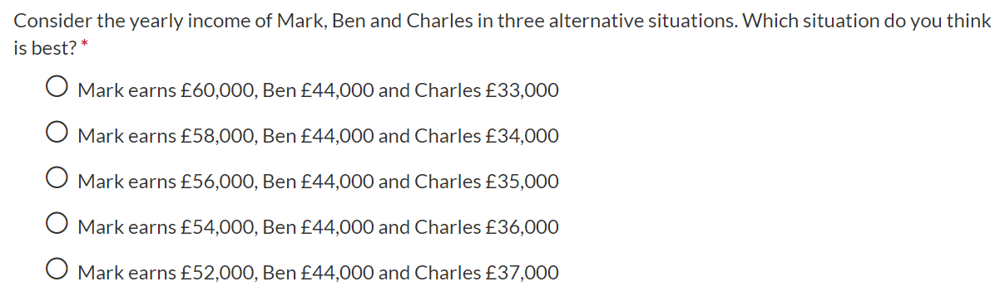 Consider the yearly income of Mark, Ben and Charles in three alternative situations. Which situation do you think
is best? *
Mark earns £60,000, Ben £44,000 and Charles £33,000
Mark earns £58,000, Ben £44,000 and Charles £34,000
Mark earns £56,000, Ben £44,000 and Charles £35,000
Mark earns £54,000, Ben £44,000 and Charles £36,000
Mark earns £52,000, Ben £44,000 and Charles £37,000